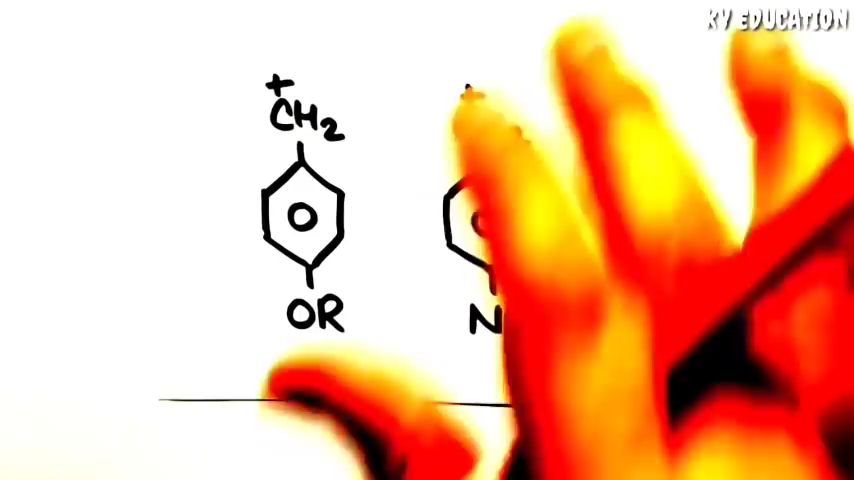 KV EDUCATION
+
CH2
O
OR
+
N